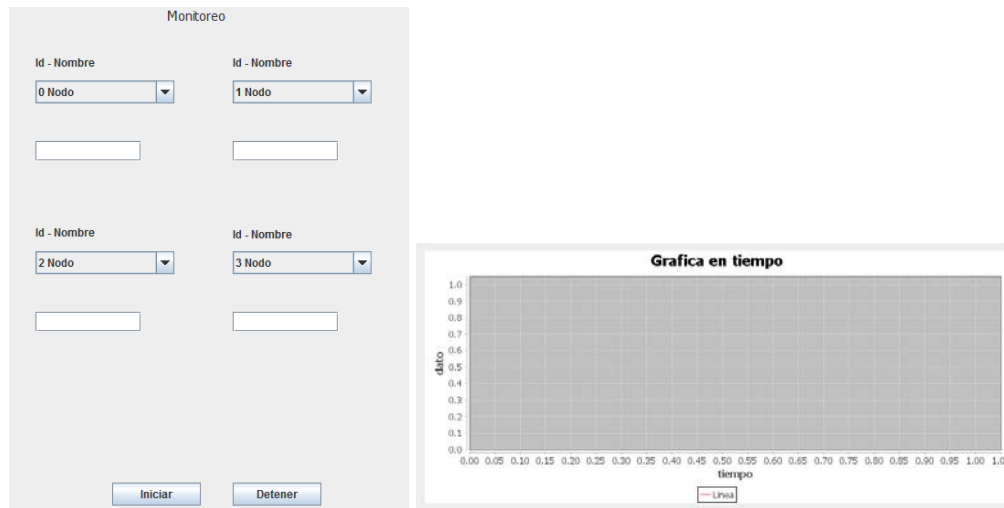 Monitoreo
Id - Nombre Id - Nombre
0 Nodo 1 Nodo
Id - Nombre Id - Nombre
2 Nodo 3 Nodo
Iniciar Detener
Grafica en tiempo
dato
1.0
0.9
0.8
0.7
0.6
0.5
0.4
0.3
0.2
0.1
0.0
0.00 0.05 0.10 0.15 0.20 0.25 0.30 0.35 0.40 0.45 0.50 0.55 0.60 0.65 0.70 0.75 0.80 0.85 0.90 0.95 1.00 1.0
tiempo
Linea